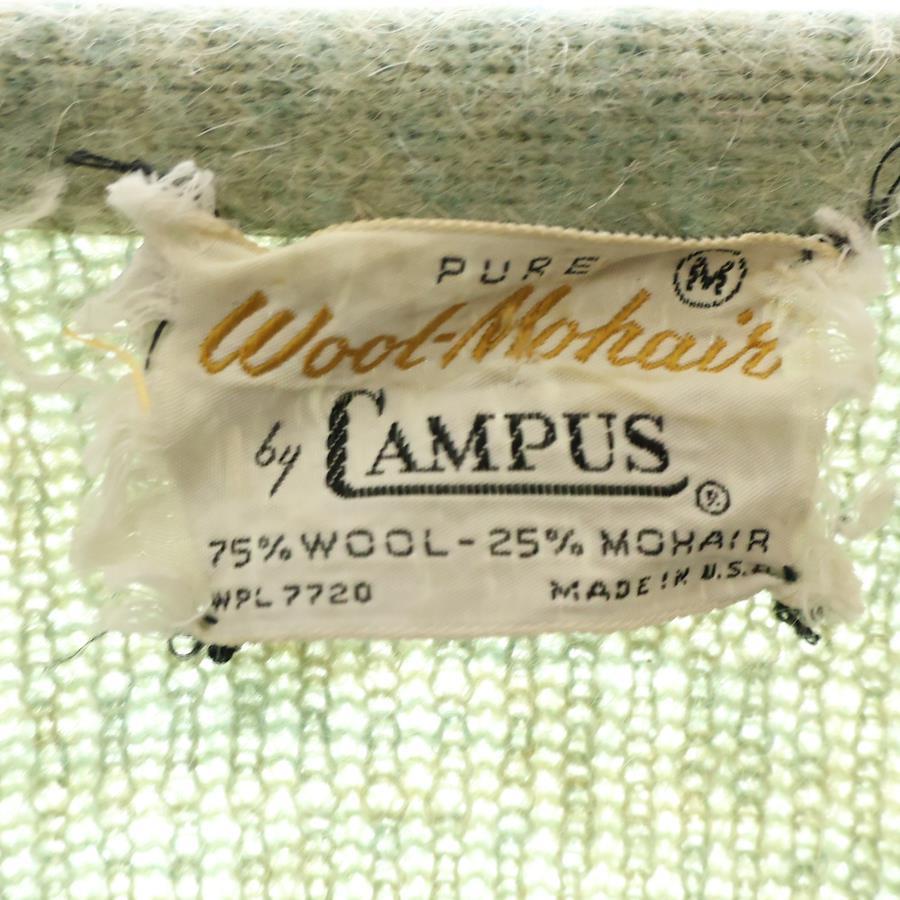 PURE M
Wool-Mohair
by CAMPUS ®
75% WOOL - 25% MOHAIR
WPL 7720 MADE IN U.S.A.